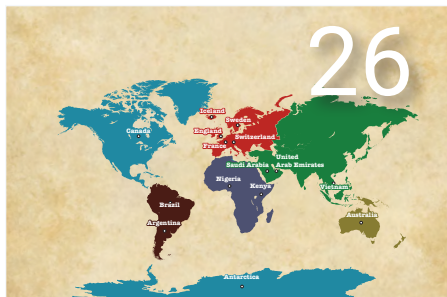 26
Iceland
Sweden
Canada
England
Switzerland
France
United
Arab Emirates
Saudi Arabia
Nigeria
Kenya
Vietnam
Brazil
Argentina
Australia
Antarctica